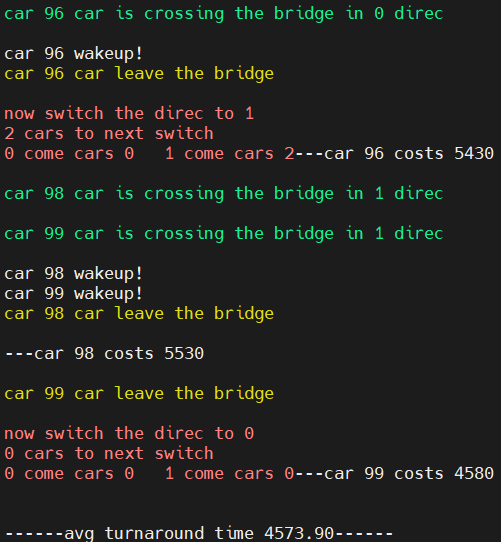 car 96 car is crossing the bridge in 0 direc
car 96 wakeup!
car 96 car leave the bridge
now switch the direc to 1
2 cars to next switch
0 come cars 0   1 come cars 2---car 96 costs 5430
car 98 car is crossing the bridge in 1 direc
car 99 car is crossing the bridge in 1 direc
car 98 wakeup!
car 99 wakeup!
car 98 car leave the bridge
---car 98 costs 5530
car 99 car leave the bridge
now switch the direc to 0
0 cars to next switch
0 come cars 0   1 come cars 0---car 99 costs 4580
------avg turnaround time 4573.90------